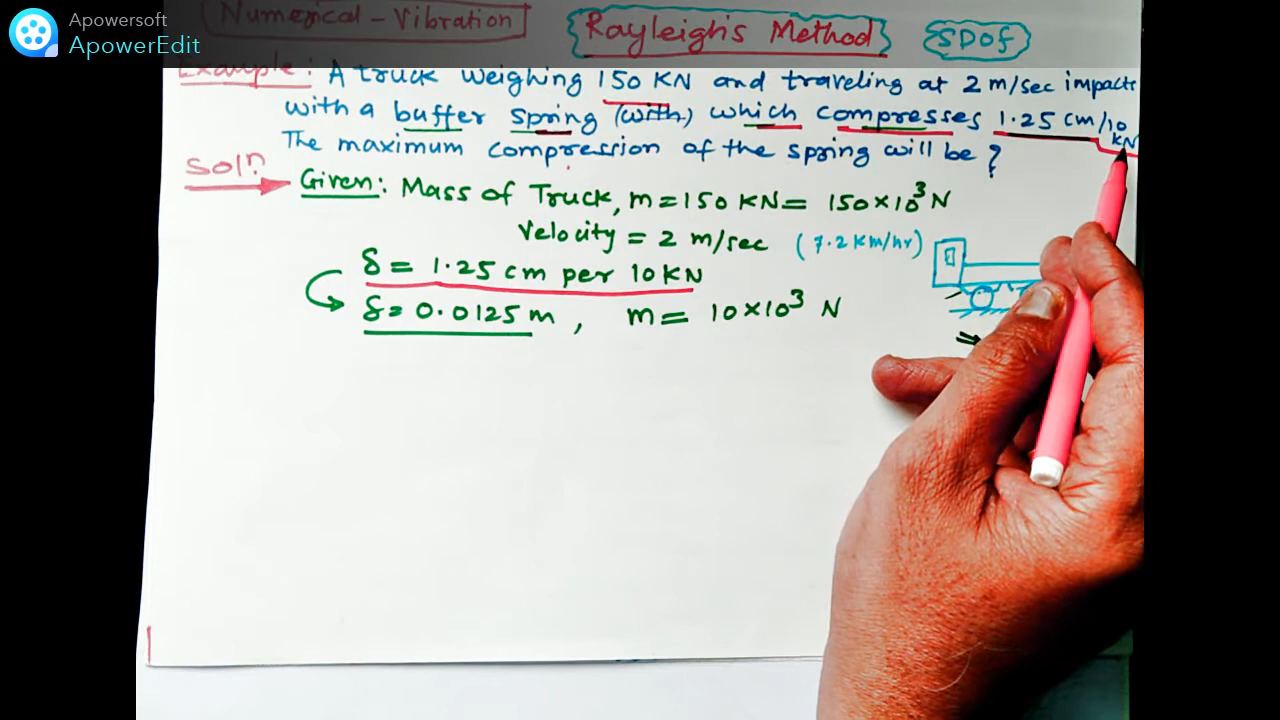 Apowersoft
ApowerEdit
Numerical - Vibration
Rayleigh's Method
SDOF
Example: A truck weighing 150 KN and traveling at 2 m/sec impacts
with a buffer spring (with) which compresses 1.25 cm/10 KN
The maximum compression of the spring will be?
Solⁿ
Given: Mass of Truck, m = 150 KN = 150×10³ N
Velocity = 2 m/sec (7.2 Km/hr)
δ = 1.25 cm per 10 KN
δ = 0.0125 m, m = 10×10³ N